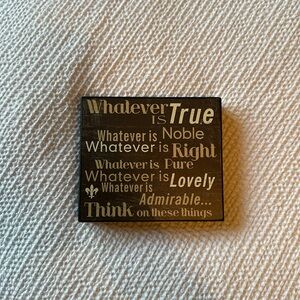 Whatever
IS True
Whatever is Noble
Whatever is Right
Whatever is Pure
Whatever is Lovely
Whatever is
Admirable...
Think on these things